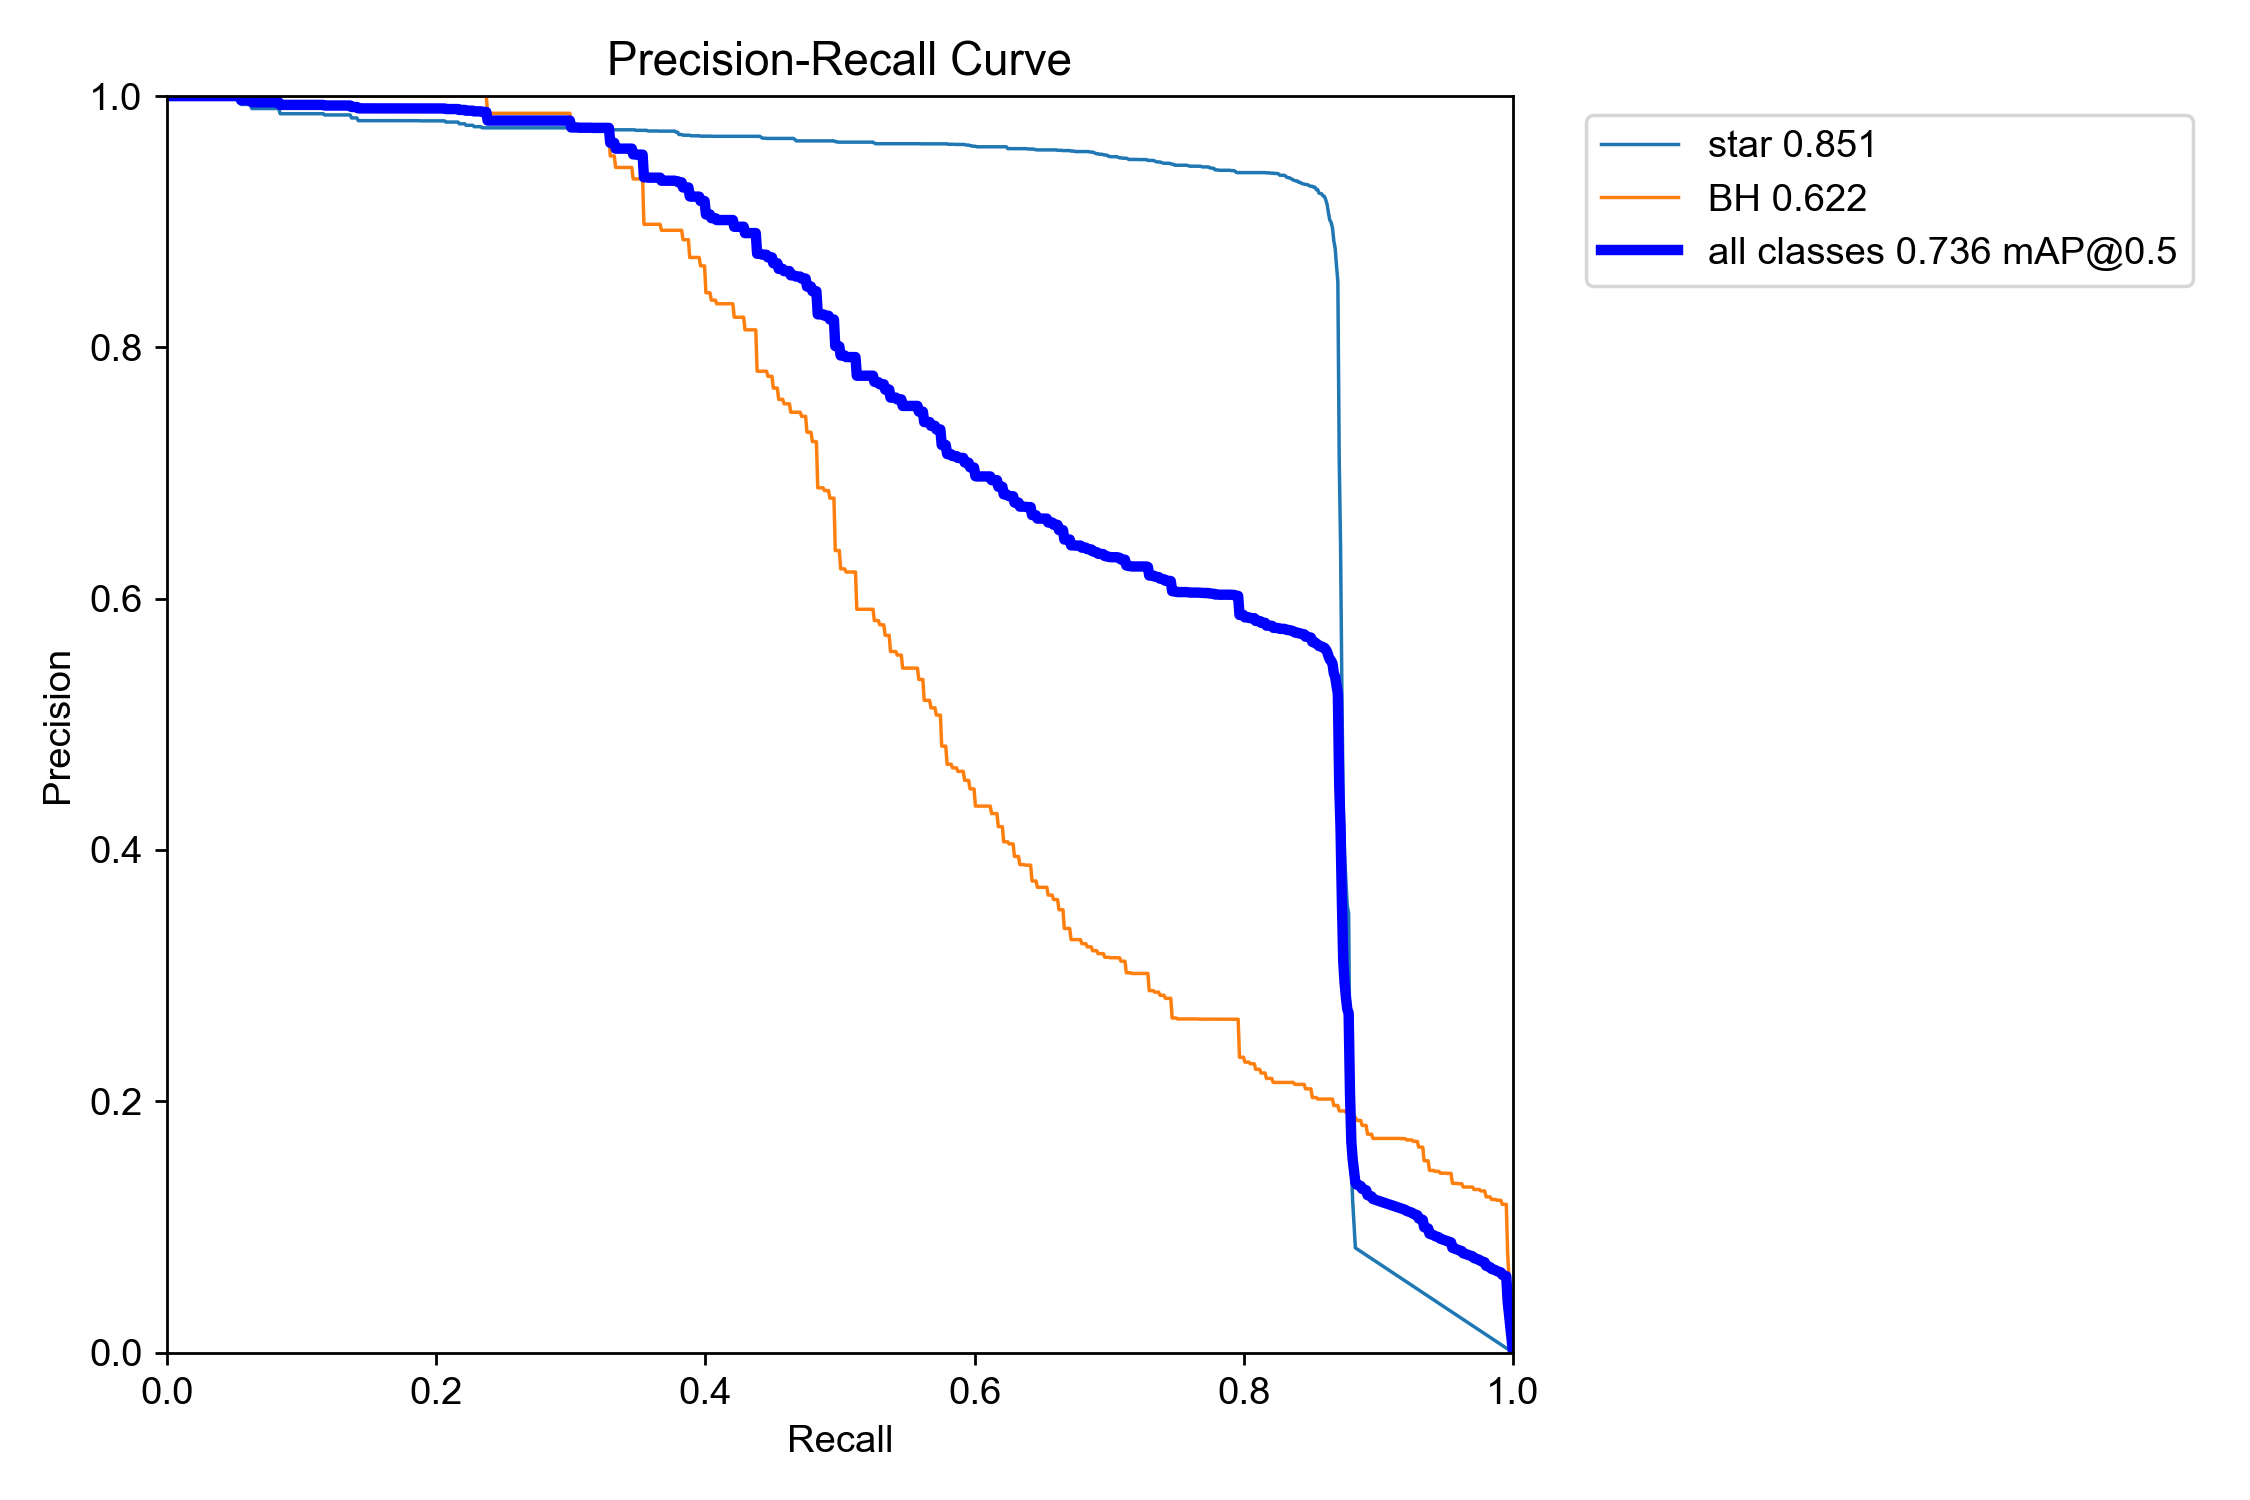 Precision-Recall Curve
1.0
0.8
0.6
0.4
0.2
0.0
Precision
0.0 0.2 0.4 0.6 0.8 1.0
Recall
star 0.851
BH 0.622
all classes 0.736 mAP@0.5